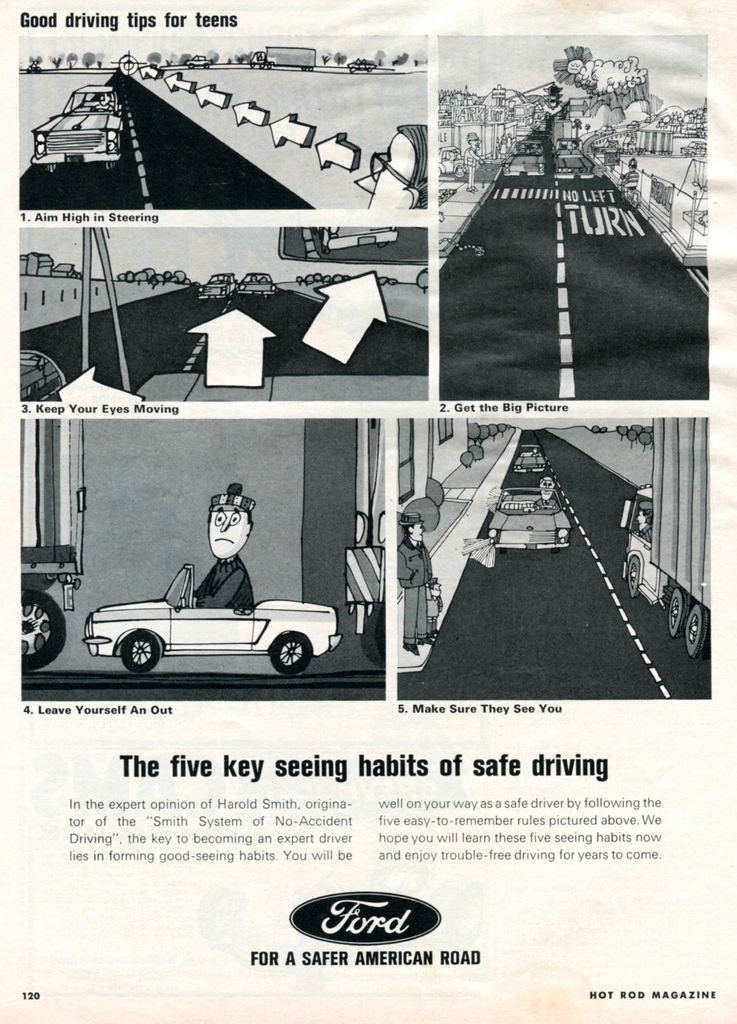 Good driving tips for teens
1. Aim High in Steering
PARK
NO LEFT
TURN
3. Keep Your Eyes Moving
2. Get the Big Picture
4. Leave Yourself An Out
5. Make Sure They See You
The five key seeing habits of safe driving
In the expert opinion of Harold Smith, origina-
tor of the "Smith System of No-Accident
Driving", the key to becoming an expert driver
lies in forming good-seeing habits. You will be
well on your way as a safe driver by following the
five easy-to-remember rules pictured above. We
hope you will learn these five seeing habits now
and enjoy trouble-free driving for years to come.
Ford
FOR A SAFER AMERICAN ROAD
120
HOT ROD MAGAZINE